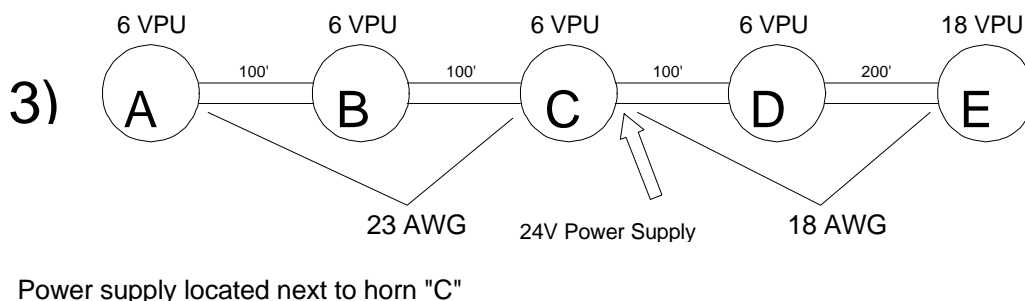 6 VPU 6 VPU 6 VPU 6 VPU 18 VPU
100' 100' 100' 200'
3) A B C D E
23 AWG 24V Power Supply 18 AWG
Power supply located next to horn "C"